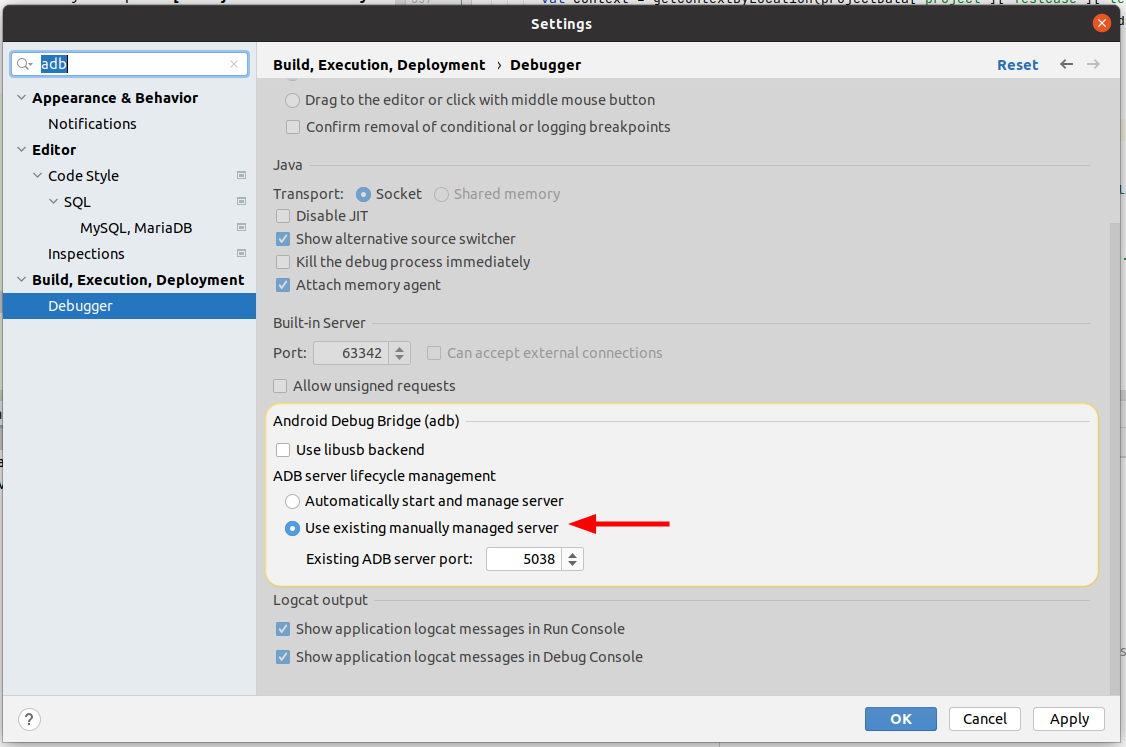 Settings
adb
Build, Execution, Deployment › Debugger
Reset
Appearance & Behavior
Notifications
Editor
Code Style
SQL
MySQL, MariaDB
Inspections
Build, Execution, Deployment
Debugger
Drag to the editor or click with middle mouse button
Confirm removal of conditional or logging breakpoints
Java
Transport: Socket Shared memory
Disable JIT
Show alternative source switcher
Kill the debug process immediately
Attach memory agent
Built-in Server
Port: 63342 Can accept external connections
Allow unsigned requests
Android Debug Bridge (adb)
Use libusb backend
ADB server lifecycle management
Automatically start and manage server
Use existing manually managed server
Existing ADB server port: 5038
Logcat output
Show application logcat messages in Run Console
Show application logcat messages in Debug Console
?
OK Cancel Apply